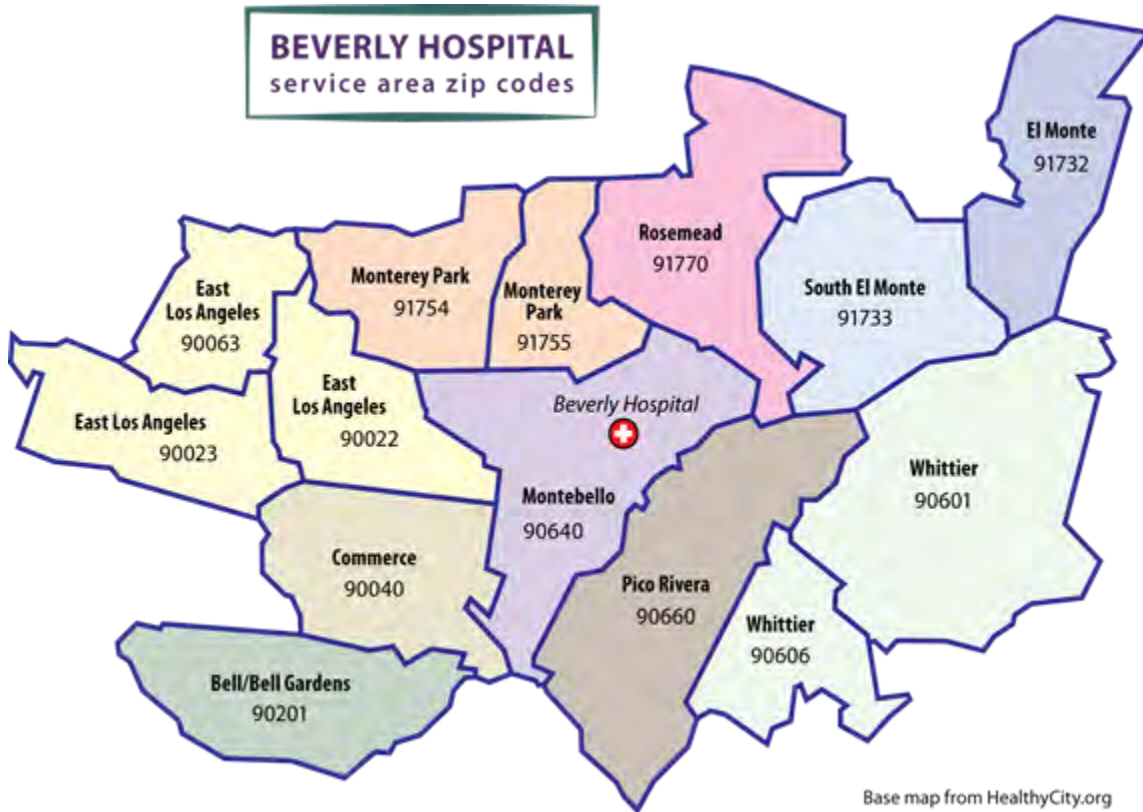 BEVERLY HOSPITAL
service area zip codes
El Monte
91732
Rosemead
91770
Monterey Park
91754
Monterey
Park
91755
South El Monte
91733
East
Los Angeles
90063
East
Los Angeles
90022
East Los Angeles
90023
Beverly Hospital
Montebello
90640
Whittier
90601
Commerce
90040
Pico Rivera
90660
Whittier
90606
Bell/Bell Gardens
90201
Base map from HealthyCity.org